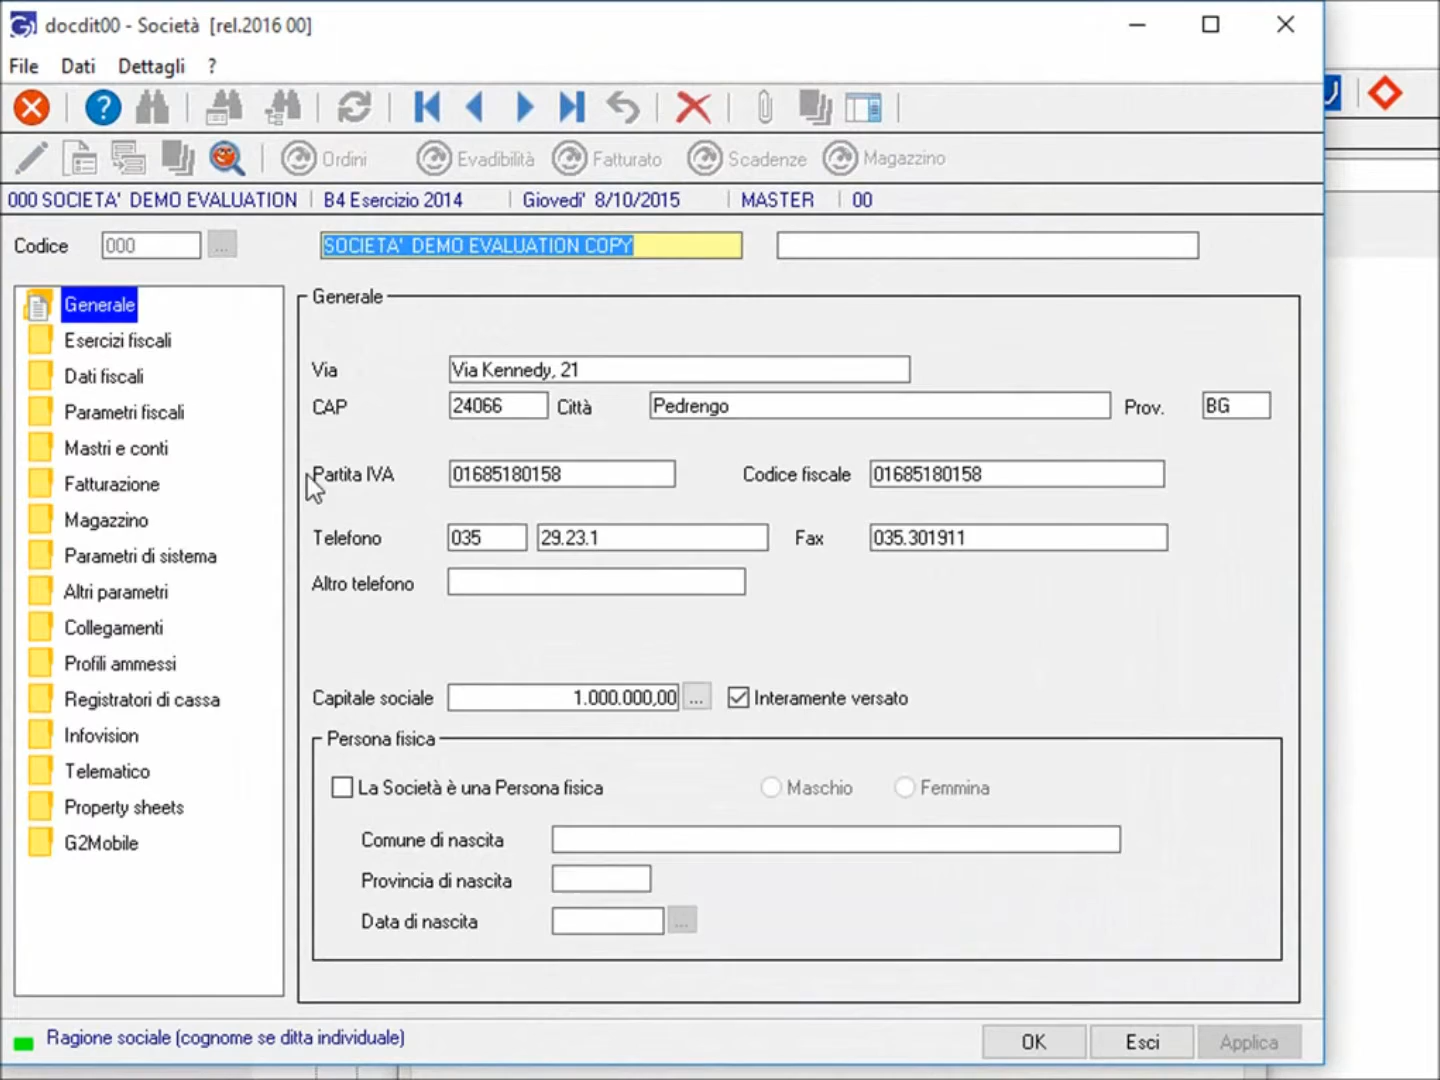 docdit00 - Società [rel.2016 00]
File Dati Dettagli ?
Ordini Evadibilità Fatturato Scadenze Magazzino
000 SOCIETA' DEMO EVALUATION B4 Esercizio 2014 Giovedi' 8/10/2015 MASTER 00
Codice 000 ... SOCIETA' DEMO EVALUATION COPY
Generale
Esercizi fiscali
Dati fiscali
Parametri fiscali
Mastri e conti
Fatturazione
Magazzino
Parametri di sistema
Altri parametri
Collegamenti
Profili ammessi
Registratori di cassa
Infovision
Telematico
Property sheets
G2Mobile
Generale
Via Via Kennedy, 21
CAP 24066 Città Pedrengo Prov. BG
Partita IVA 01685180158 Codice fiscale 01685180158
Telefono 035 29.23.1 Fax 035.301911
Altro telefono
Capitale sociale 1.000.000,00 ... Interamente versato
Persona fisica
La Società è una Persona fisica Maschio Femmina
Comune di nascita
Provincia di nascita
Data di nascita ...
Ragione sociale (cognome se ditta individuale)
OK Esci Applica